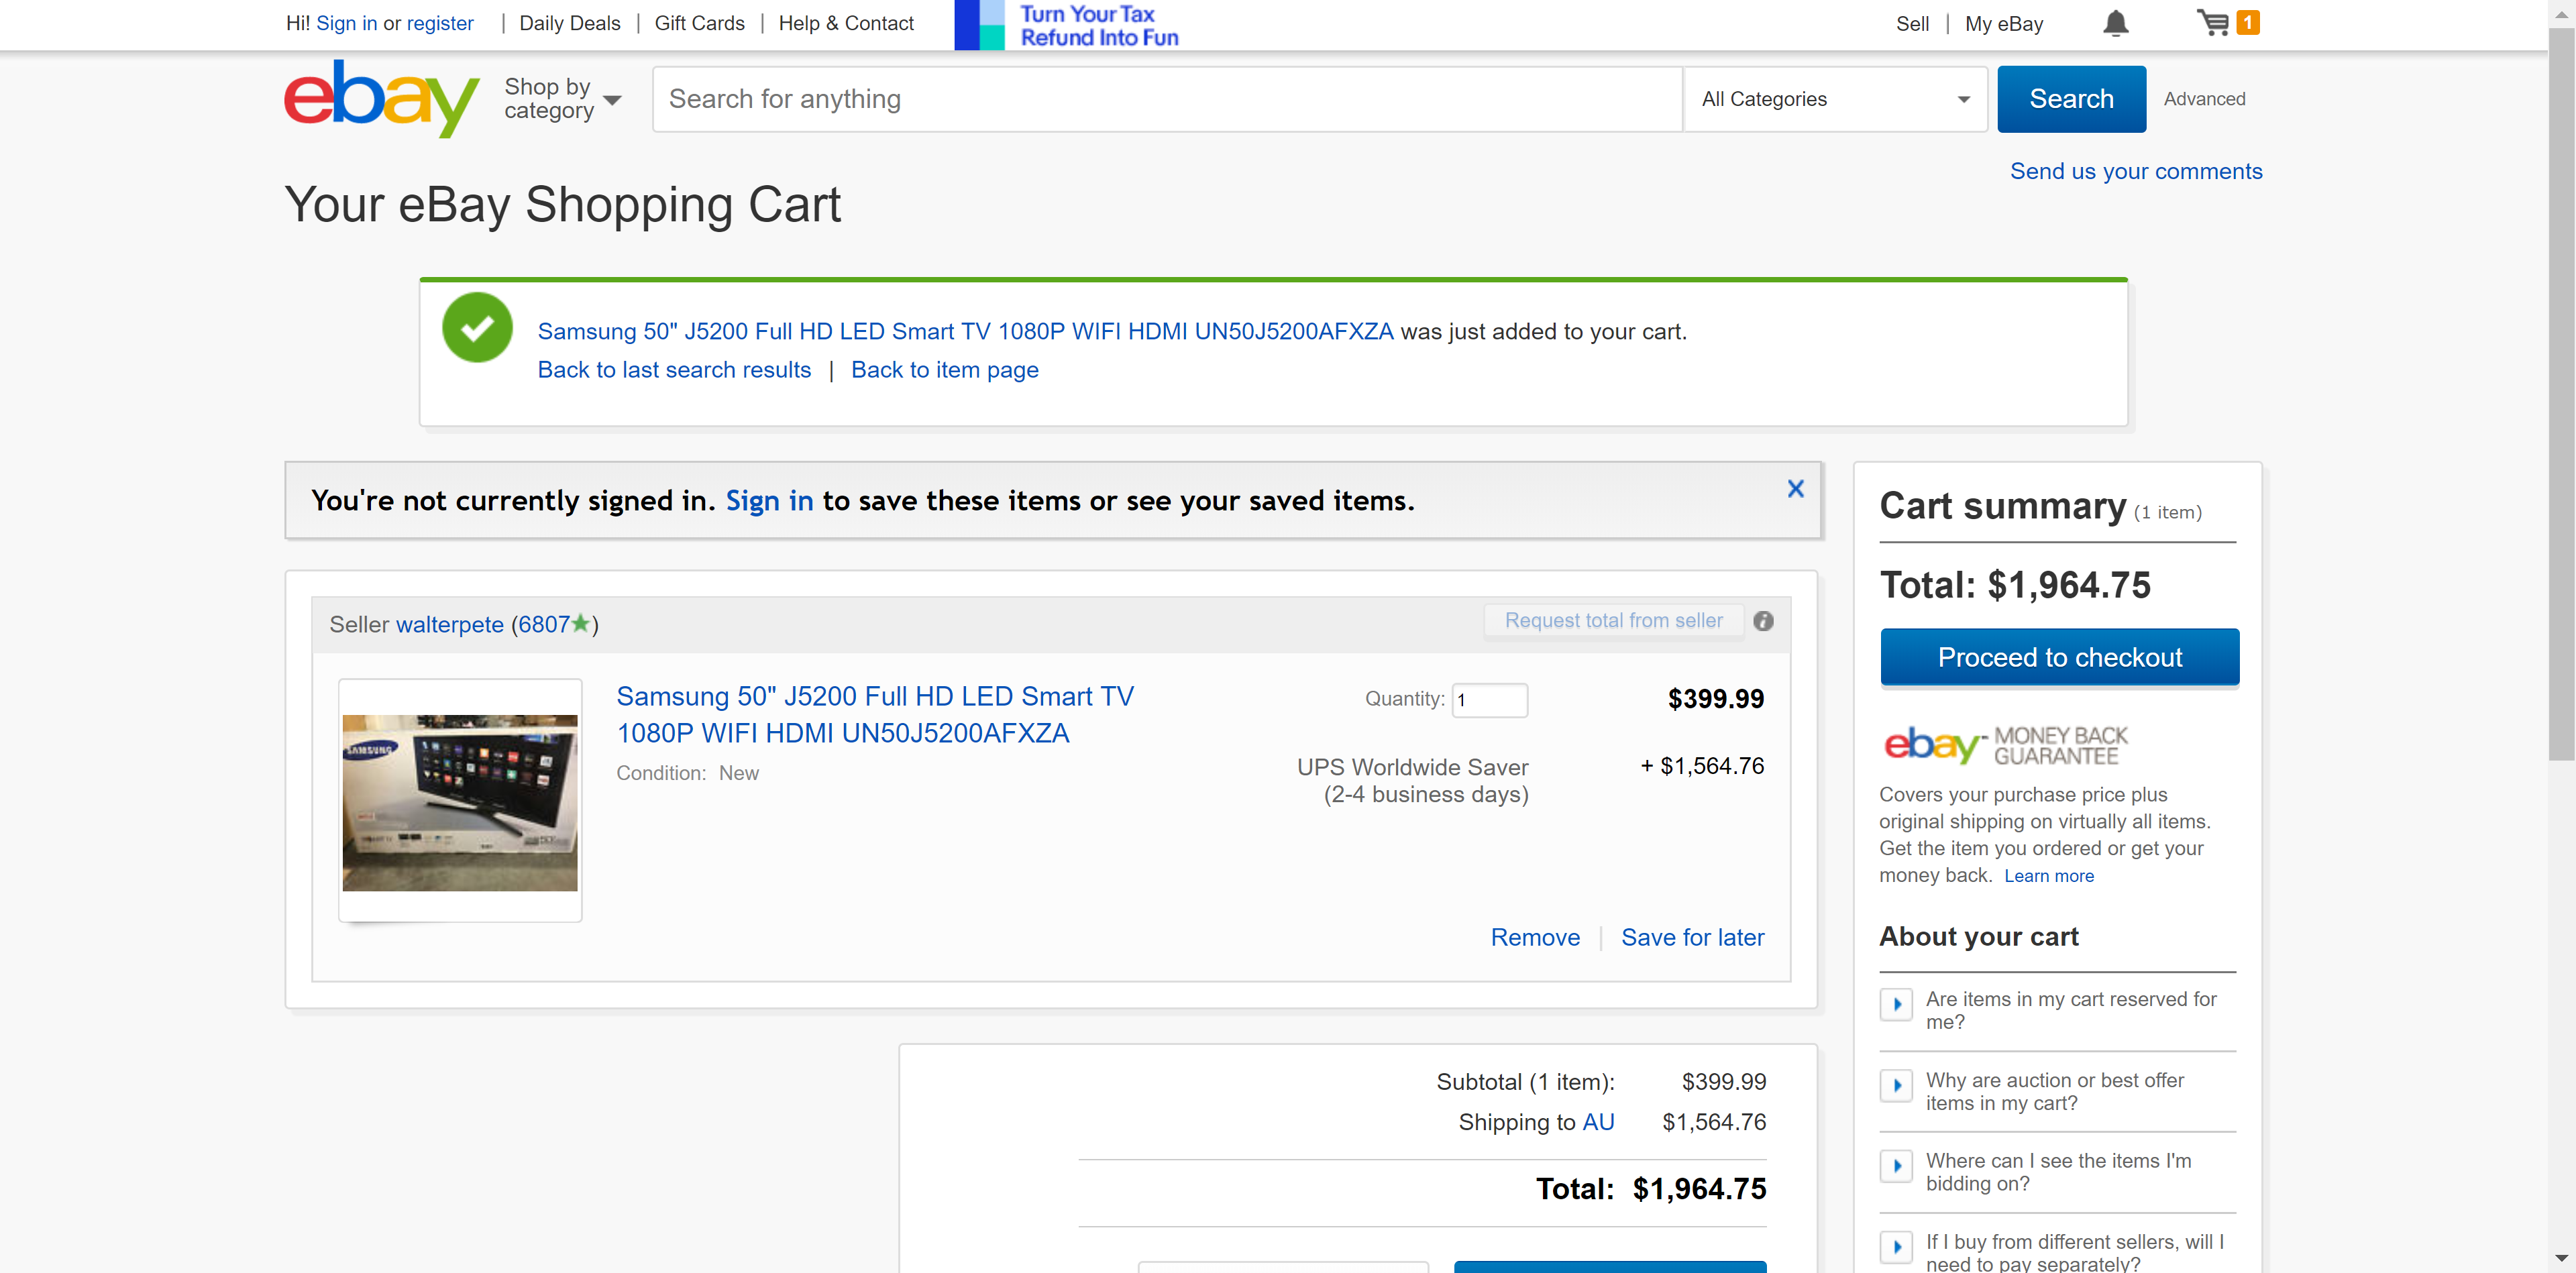 Hi! Sign in or register | Daily Deals | Gift Cards | Help & Contact
Turn Your Tax
Refund Into Fun
Sell | My eBay
1
ebay
Shop by
category
Search for anything
All Categories
Search
Advanced
Send us your comments
Your eBay Shopping Cart
Samsung 50" J5200 Full HD LED Smart TV 1080P WIFI HDMI UN50J5200AFXZA was just added to your cart.
Back to last search results | Back to item page
You're not currently signed in. Sign in to save these items or see your saved items.
X
Seller walterpete (6807★)
Request total from seller
i
SAMSUNG
Samsung 50" J5200 Full HD LED Smart TV
1080P WIFI HDMI UN50J5200AFXZA
Condition: New
Quantity: 1
$399.99
UPS Worldwide Saver
(2-4 business days)
+ $1,564.76
Remove | Save for later
Subtotal (1 item): $399.99
Shipping to AU $1,564.76
Total: $1,964.75
Cart summary (1 item)
Total: $1,964.75
Proceed to checkout
ebay™ MONEY BACK
GUARANTEE
Covers your purchase price plus
original shipping on virtually all items.
Get the item you ordered or get your
money back. Learn more
About your cart
Are items in my cart reserved for
me?
Why are auction or best offer
items in my cart?
Where can I see the items I'm
bidding on?
If I buy from different sellers, will I
need to pay separately?